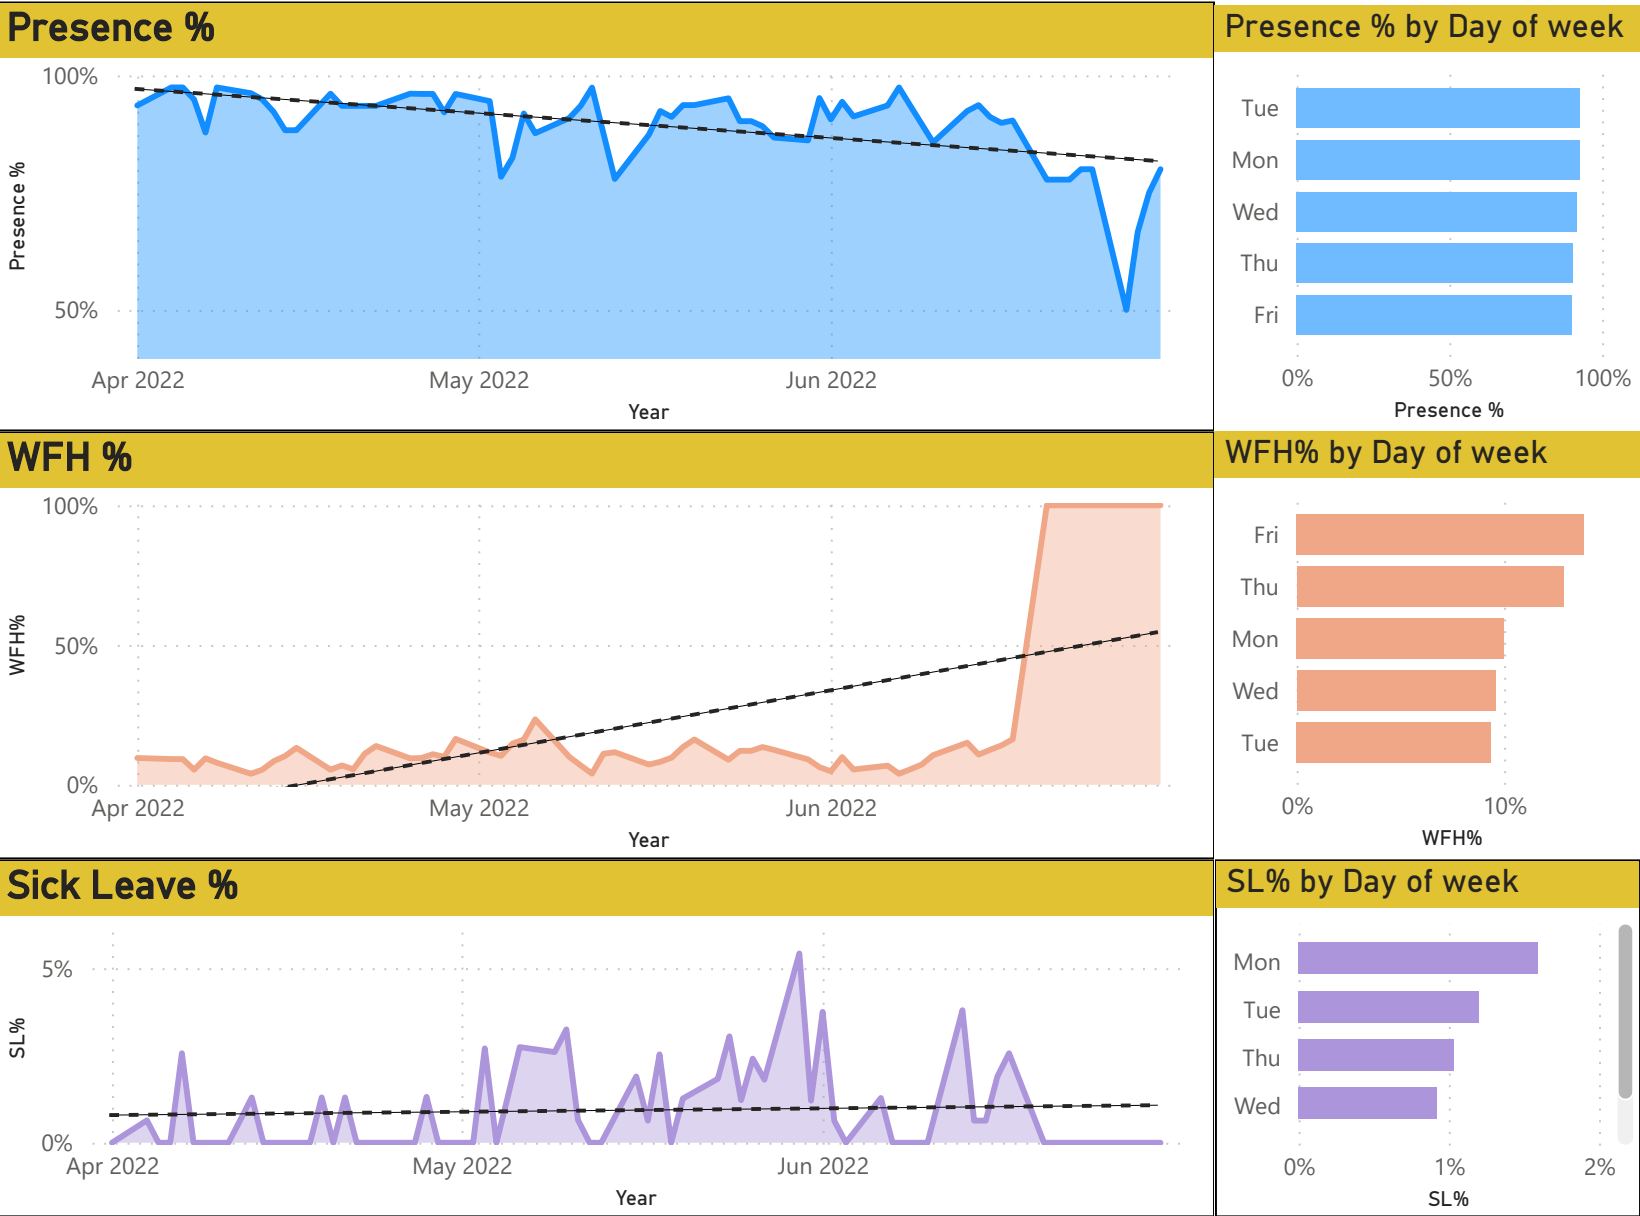 Presence %
100%
50%
Presence %
Apr 2022
May 2022
Jun 2022
Year
Presence % by Day of week
Tue
Mon
Wed
Thu
Fri
0%
50%
100%
Presence %
WFH %
100%
50%
0%
WFH%
Apr 2022
May 2022
Jun 2022
Year
WFH% by Day of week
Fri
Thu
Mon
Wed
Tue
0%
10%
WFH%
Sick Leave %
5%
0%
SL%
Apr 2022
May 2022
Jun 2022
Year
SL% by Day of week
Mon
Tue
Thu
Wed
0%
1%
2%
SL%